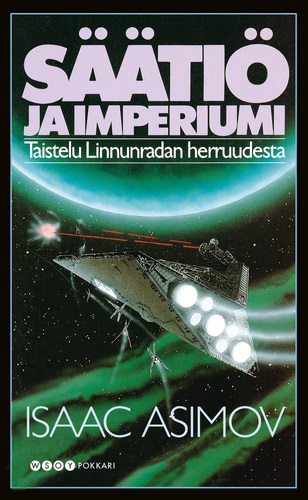 SÄÄTIÖ
JA IMPERIUMI
Taistelu Linnunradan herruudesta
ISAAC ASIMOV
WSOY POKKARI